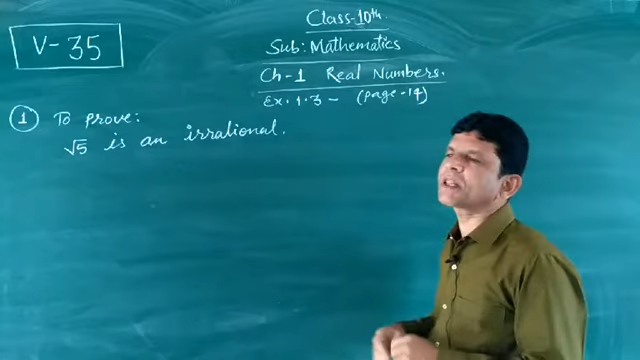 V-35
Class-10th.
Sub: Mathematics
Ch-1 Real Numbers.
Ex. 1.3 - (Page-14)
1 To Prove:
√5 is an irrational.